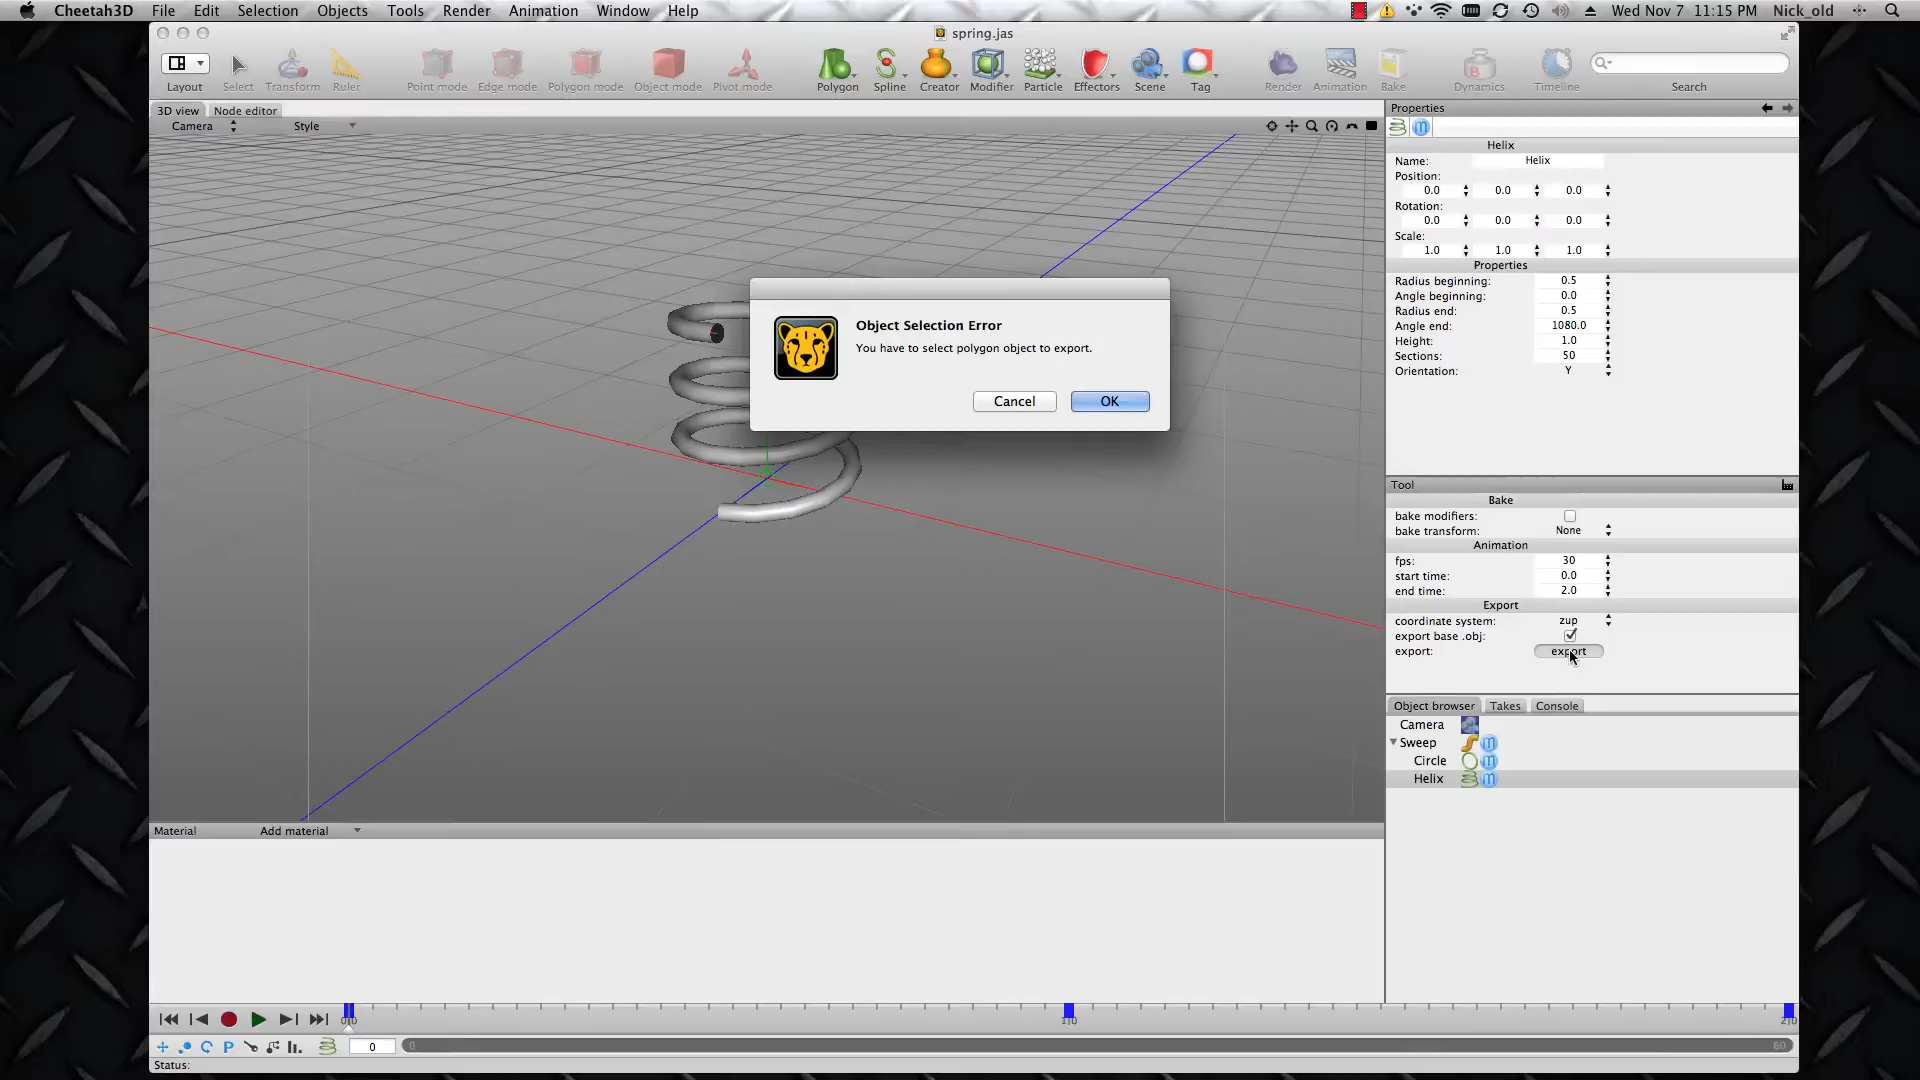 Cheetah3D File Edit Selection Objects Tools Render Animation Window Help
Wed Nov 7 11:15 PM Nick_old
spring.jas
Layout Select Transform Ruler Point mode Edge mode Polygon mode Object mode Pivot mode Polygon Spline Creator Modifier Particle Effectors Scene Tag Render Animation Bake Dynamics Timeline Search
3D view Node editor
Camera Style
Properties
Helix
Name: Helix
Position:
0.0 0.0 0.0
Rotation:
0.0 0.0 0.0
Scale:
1.0 1.0 1.0
Properties
Radius beginning: 0.5
Angle beginning: 0.0
Radius end: 0.5
Angle end: 1080.0
Height: 1.0
Sections: 50
Orientation: Y
Object Selection Error
You have to select polygon object to export.
Cancel OK
Tool
Bake
bake modifiers:
bake transform: None
Animation
fps: 30
start time: 0.0
end time: 2.0
Export
coordinate system: zup
export base .obj:
export: export
Object browser Takes Console
Camera
Sweep
Circle
Helix
Material Add material
0|0 1|0 2|0
P 0 0 60
Status: